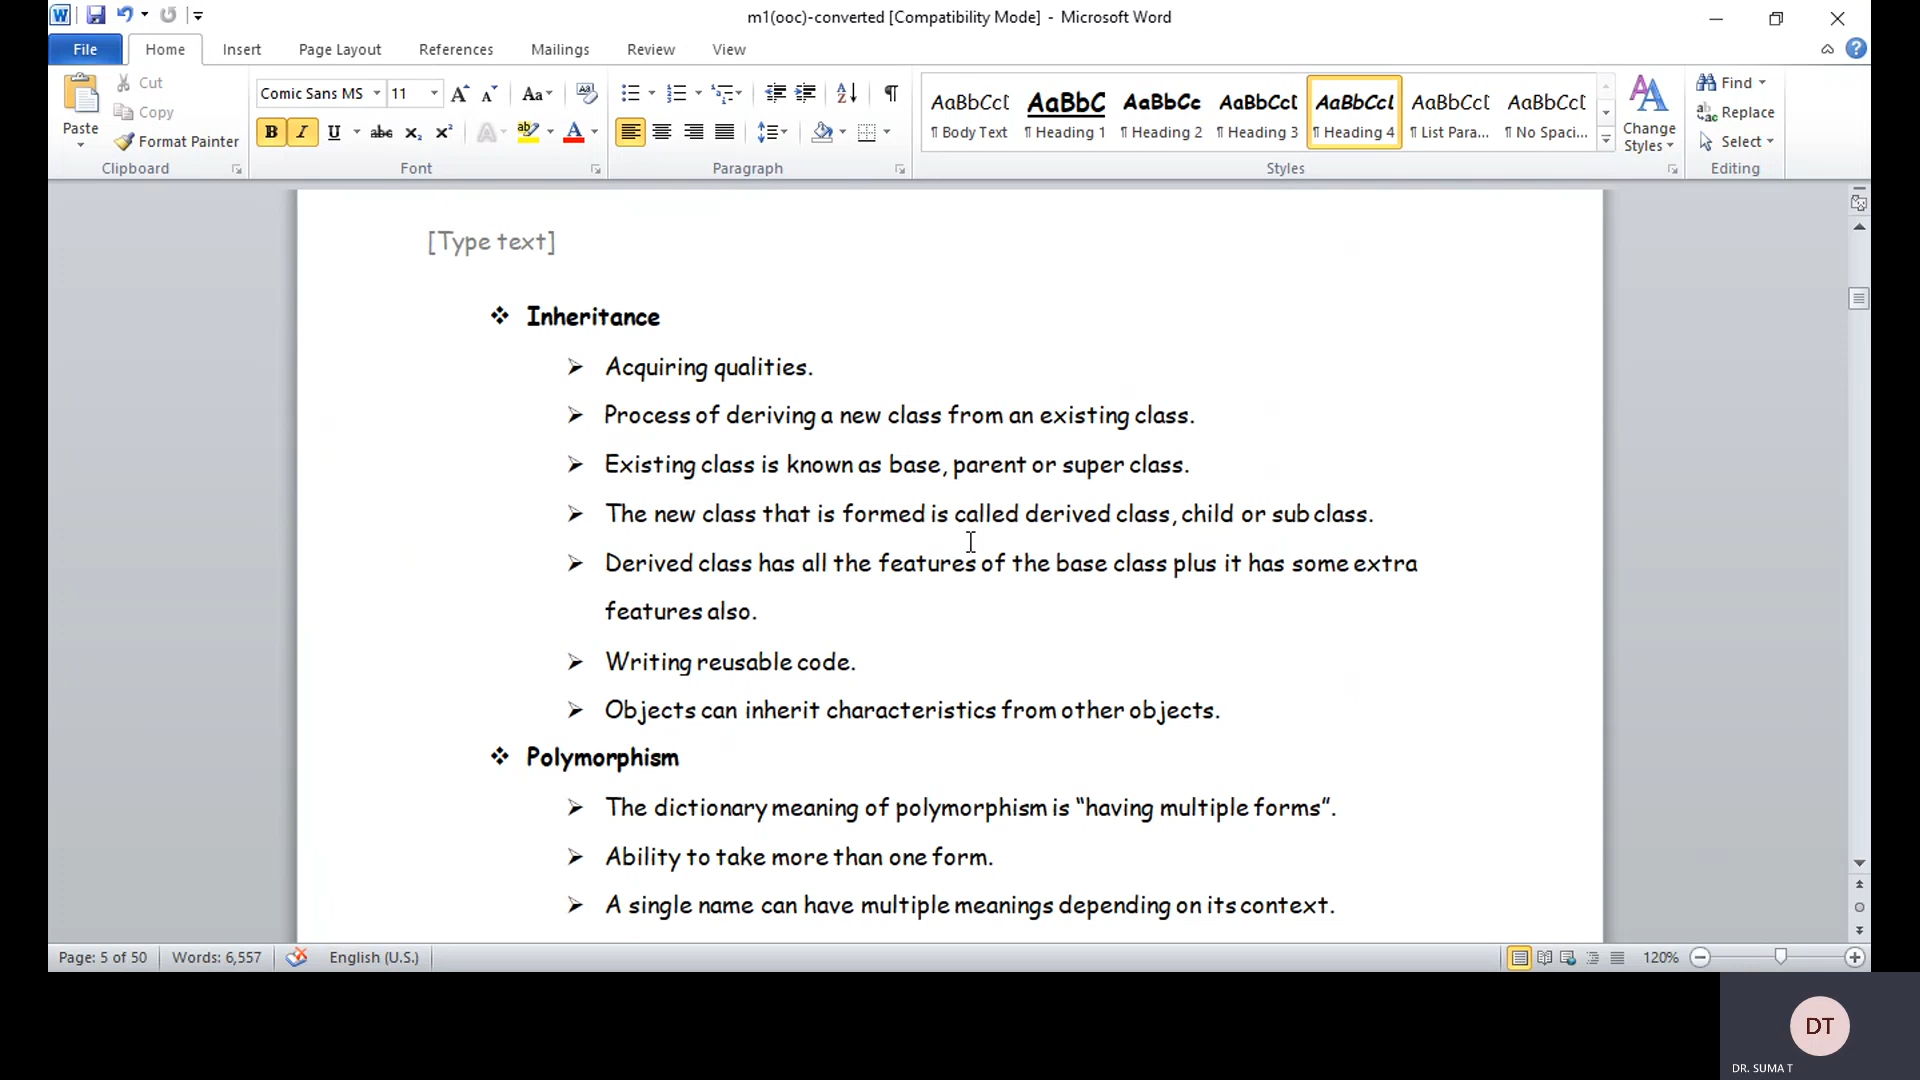 m1(ooc)-converted [Compatibility Mode] - Microsoft Word
File Home Insert Page Layout References Mailings Review View
Paste
Cut
Copy
Format Painter
Clipboard
Comic Sans MS 11
Font
Paragraph
AaBbCcI AaBbC AaBbCc AaBbCcI AaBbCcI AaBbCcI AaBbCcI
¶ Body Text ¶ Heading 1 ¶ Heading 2 ¶ Heading 3 ¶ Heading 4 ¶ List Para... ¶ No Spaci...
Change
Styles
Styles
Find
Replace
Select
Editing
[Type text]
❖ Inheritance
➢ Acquiring qualities.
➢ Process of deriving a new class from an existing class.
➢ Existing class is known as base, parent or super class.
➢ The new class that is formed is called derived class, child or sub class.
➢ Derived class has all the features of the base class plus it has some extra
features also.
➢ Writing reusable code.
➢ Objects can inherit characteristics from other objects.
❖ Polymorphism
➢ The dictionary meaning of polymorphism is “having multiple forms”.
➢ Ability to take more than one form.
➢ A single name can have multiple meanings depending on its context.
Page: 5 of 50 Words: 6,557 English (U.S.) 120%
DT
DR. SUMA T